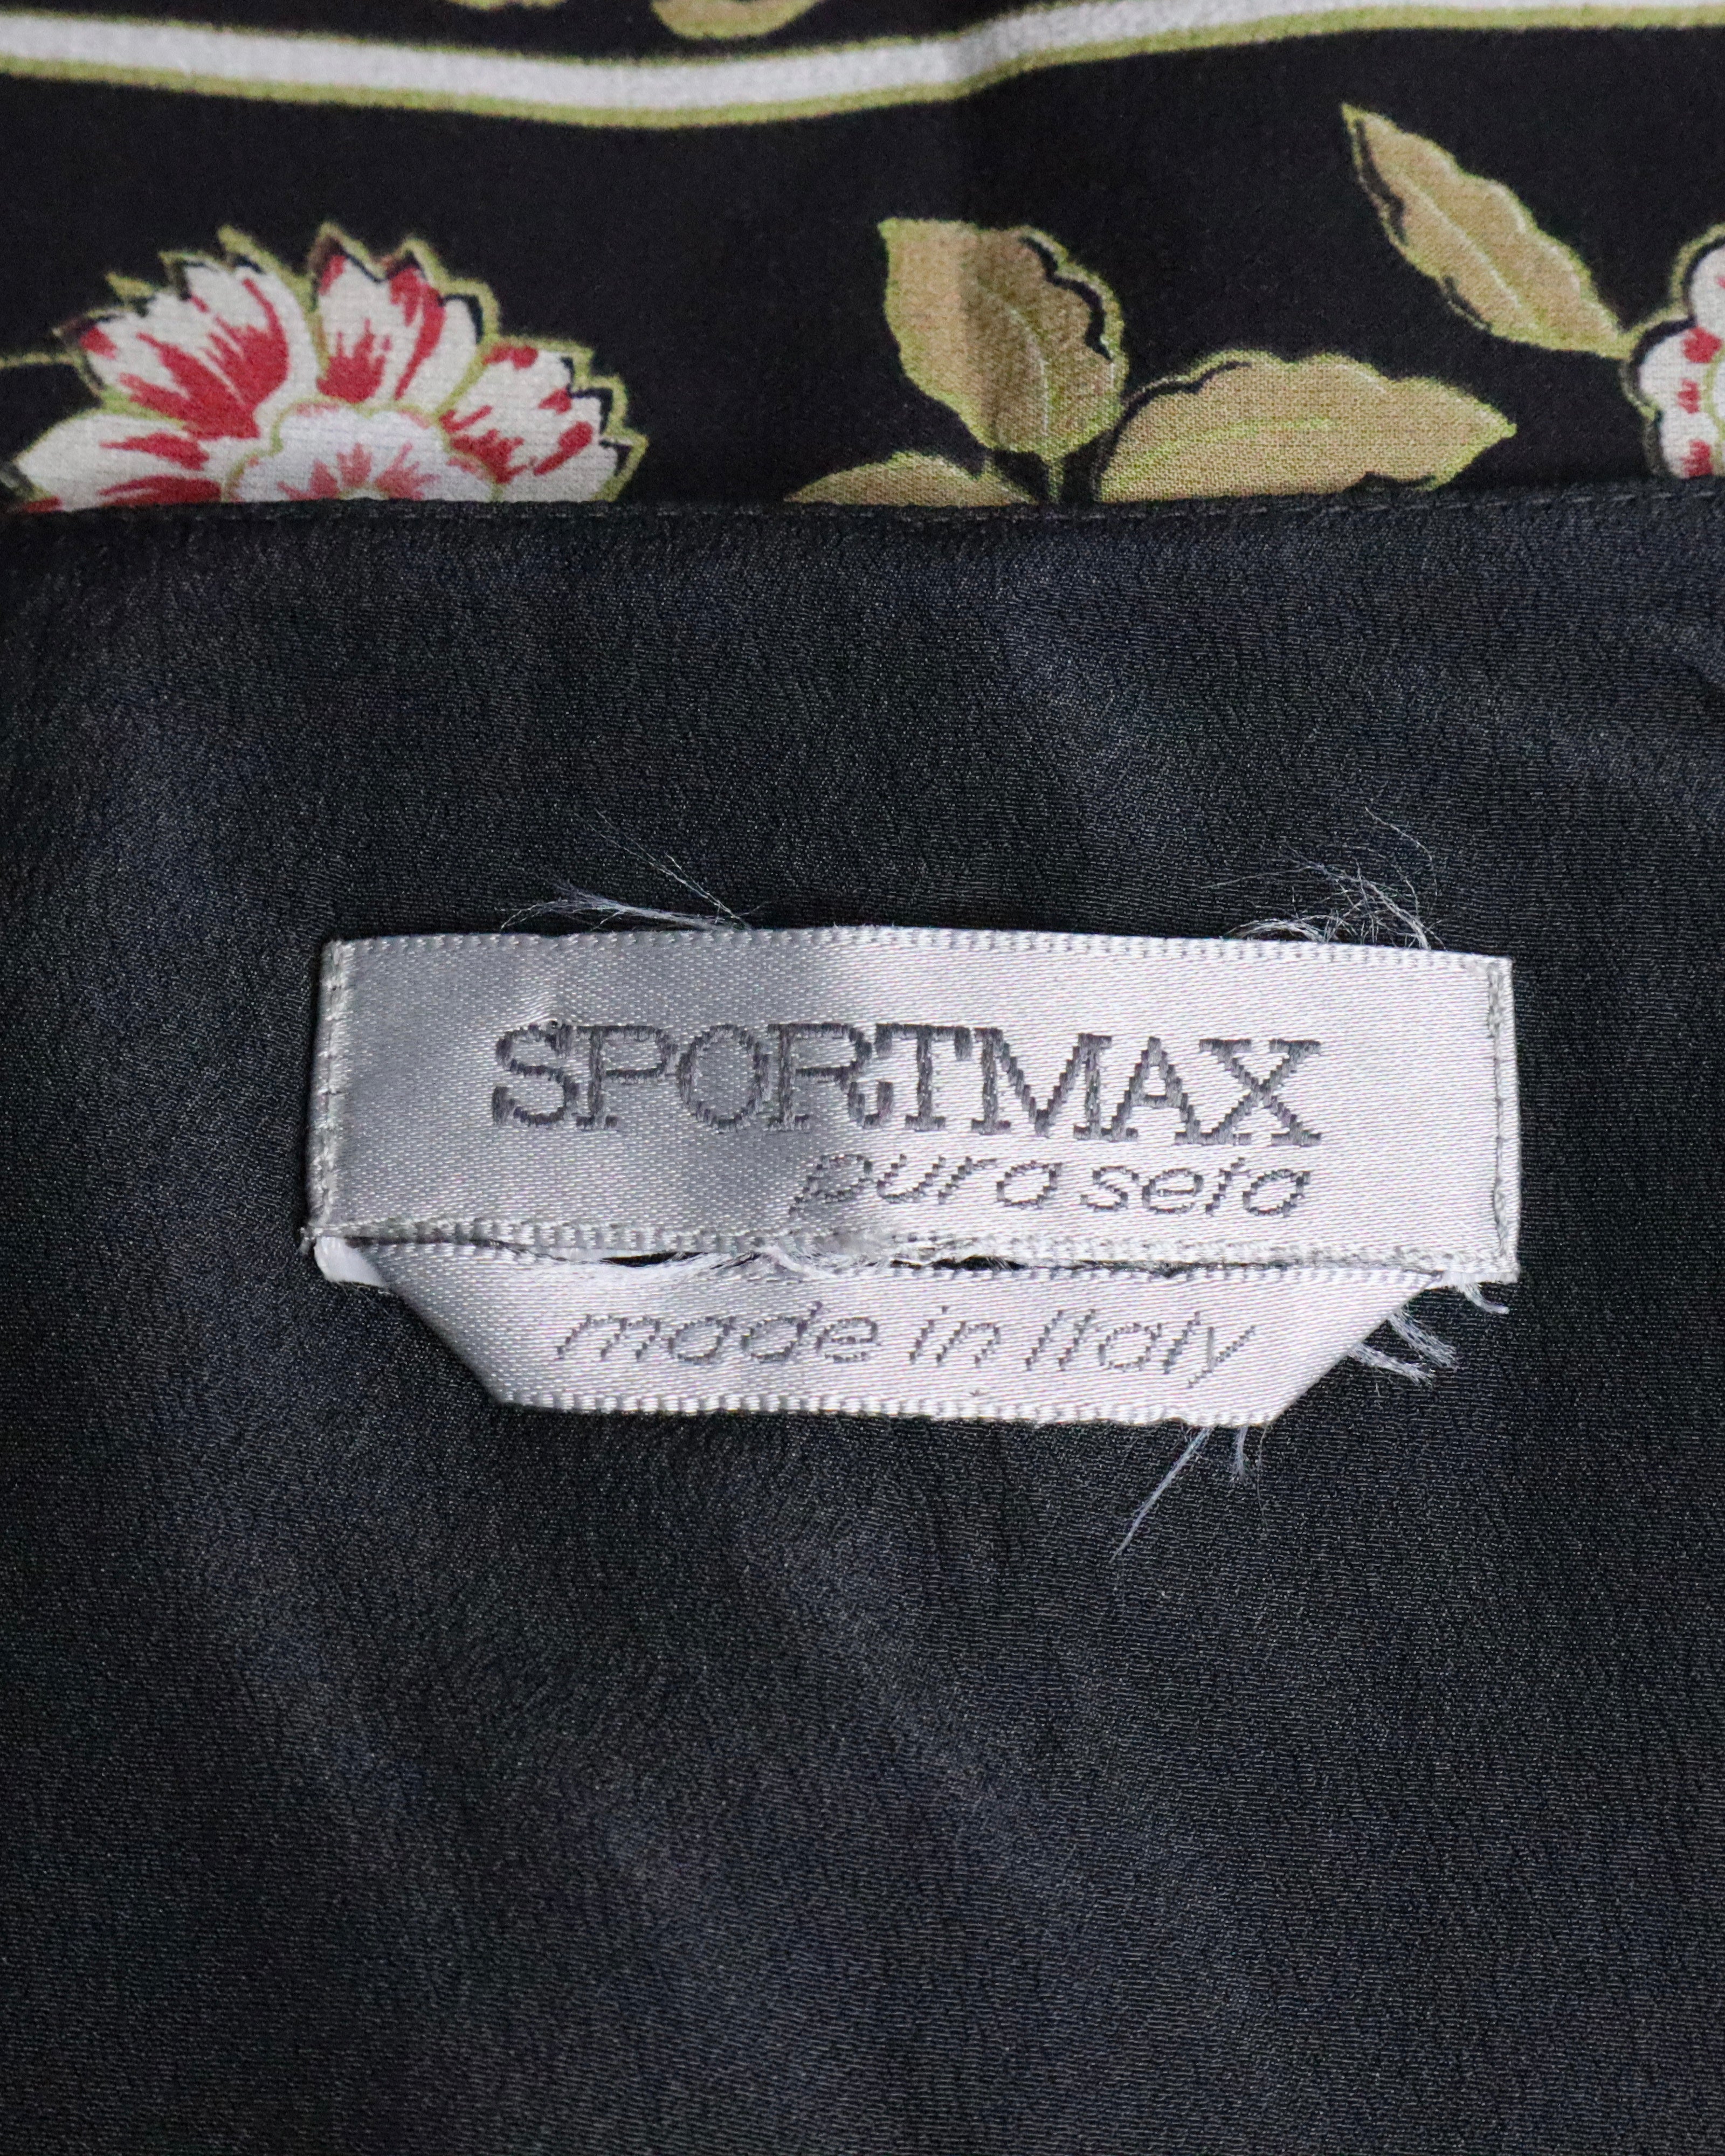 SPORTMAX
pura seta
made in Italy